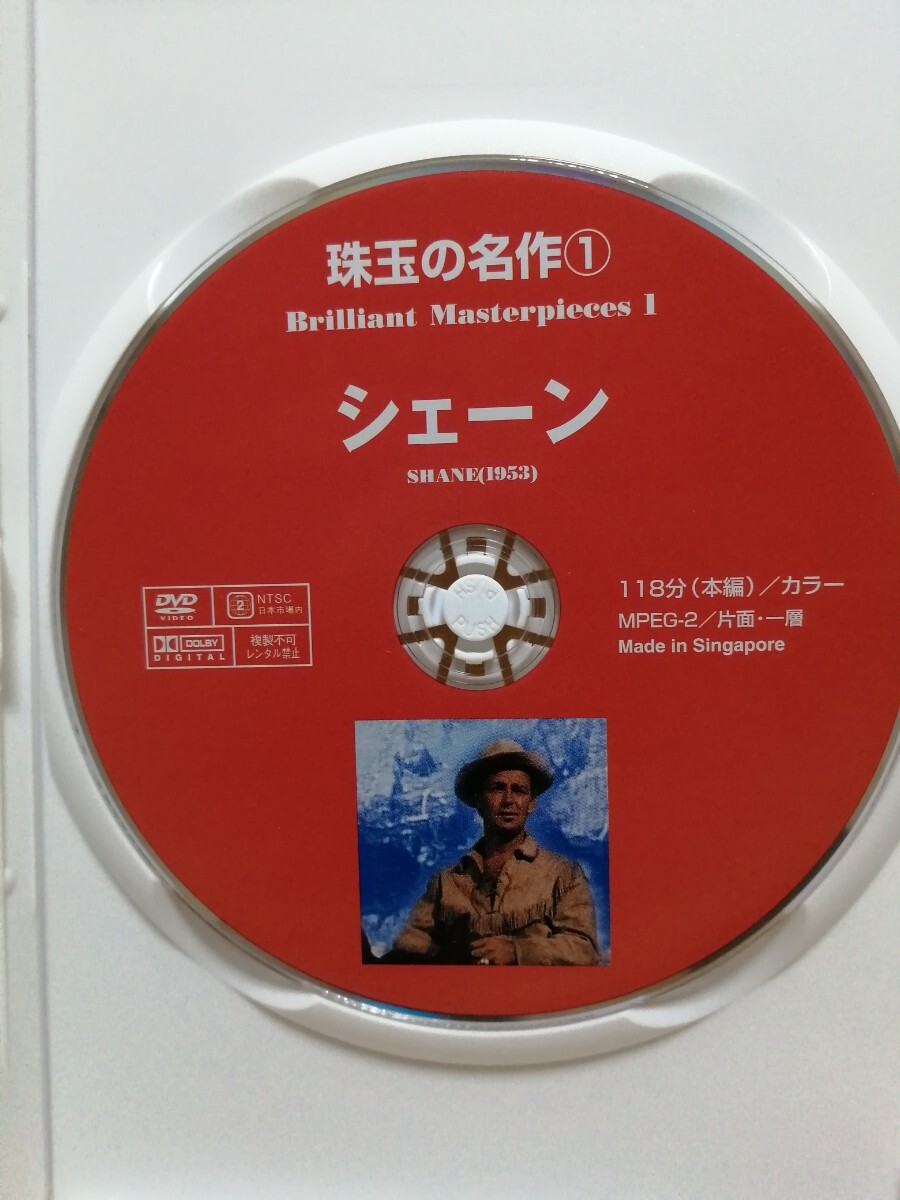 珠玉の名作①
Brilliant Masterpieces 1
シェーン
SHANE(1953)
DVD
VIDEO
2
NTSC
日本市場内
DOLBY
DIGITAL
複製不可
レンタル禁止
118分(本編)/カラー
MPEG-2/片面・一層
Made in Singapore
PUSH
PUSH